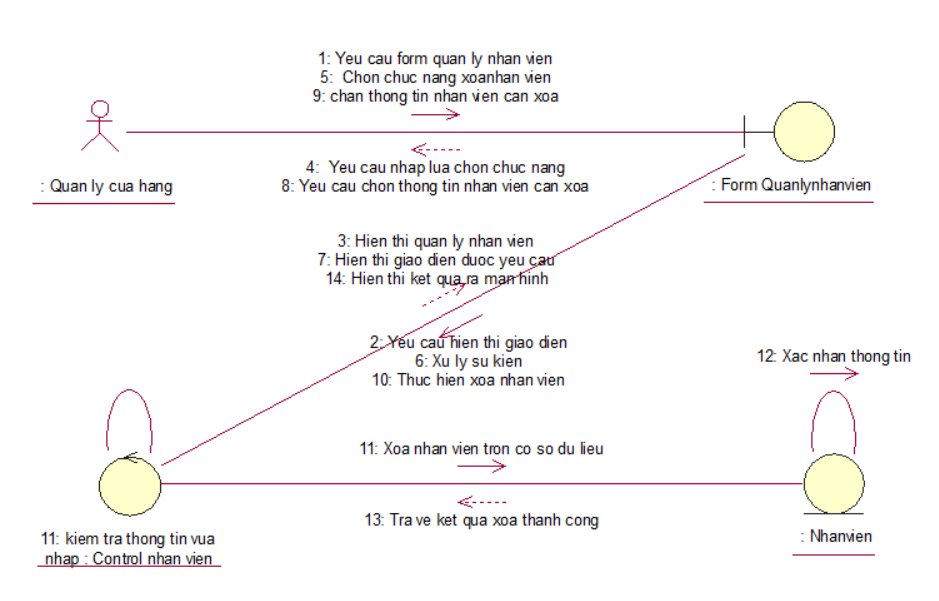 1: Yeu cau form quan ly nhan vien
5:  Chon chuc nang xoanhan vien
9: chan thong tin nhan vien can xoa
4:  Yeu cau nhap lua chon chuc nang
8: Yeu cau chon thong tin nhan vien can xoa
: Quan ly cua hang
: Form Quanlynhanvien
3: Hien thi quan ly nhan vien
7: Hien thi giao dien duoc yeu cau
14: Hien thi ket qua ra man hinh
2: Yeu cau hien thi giao dien
6: Xu ly su kien
10: Thuc hien xoa nhan vien
12: Xac nhan thong tin
11: Xoa nhan vien tron co so du lieu
13: Tra ve ket qua xoa thanh cong
11: kiem tra thong tin vua
nhap : Control nhan vien
: Nhanvien